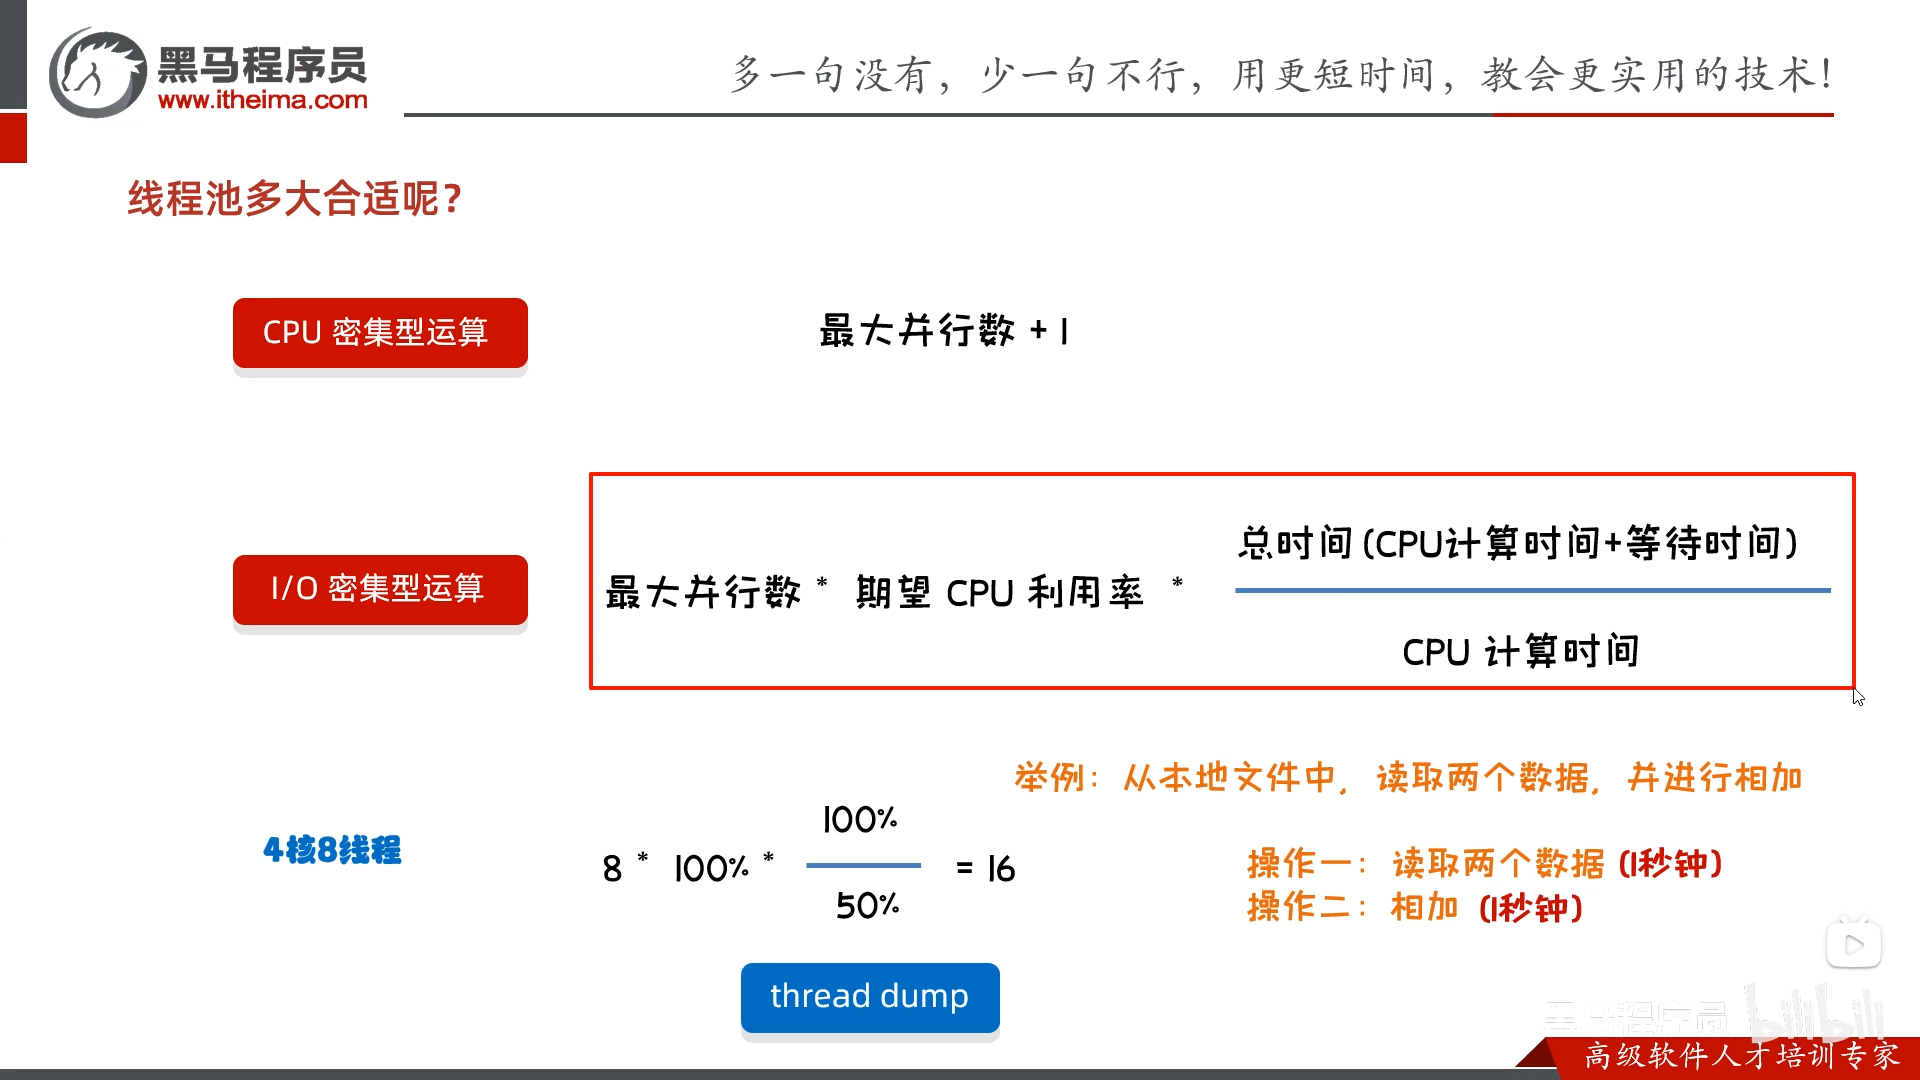 黑马程序员
www.itheima.com
多一句没有，少一句不行，用更短时间，教会更实用的技术！
线程池多大合适呢？
CPU 密集型运算
最大并行数 + 1
I/O 密集型运算
最大并行数 * 期望 CPU 利用率 *
总时间（CPU计算时间+等待时间）
CPU 计算时间
举例：从本地文件中，读取两个数据，并进行相加
4核8线程
8 * 100% *
100%
50%
= 16
操作一：读取两个数据（1秒钟）
操作二：相加（1秒钟）
thread dump
黑马程序员
bilibili
高级软件人才培训专家